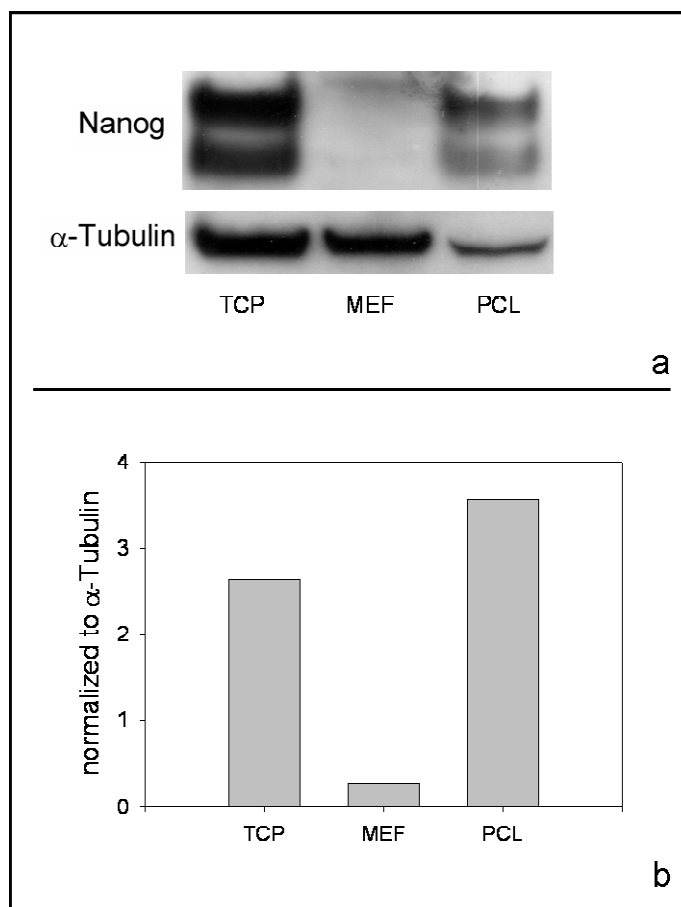 Nanog
α-Tubulin
TCP MEF PCL
a
normalized to α-Tubulin
4
3
2
1
0
TCP MEF PCL
b